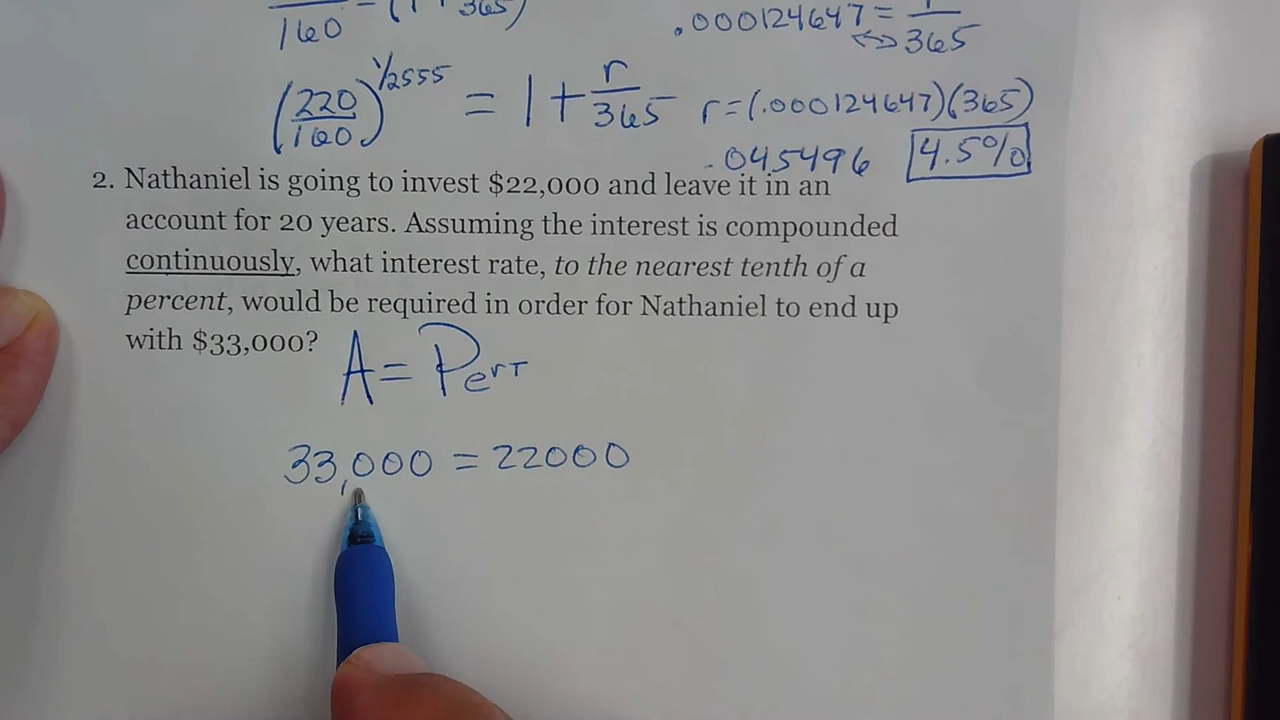 160 = (1 + 365)
.000124647 = r/365
(220/160)^1/2555 = 1 + r/365
r = (.000124647)(365)
.045496 4.5%
2. Nathaniel is going to invest $22,000 and leave it in an
account for 20 years. Assuming the interest is compounded
continuously, what interest rate, to the nearest tenth of a
percent, would be required in order for Nathaniel to end up
with $33,000?
A = Pe^rT
33,000 = 22000